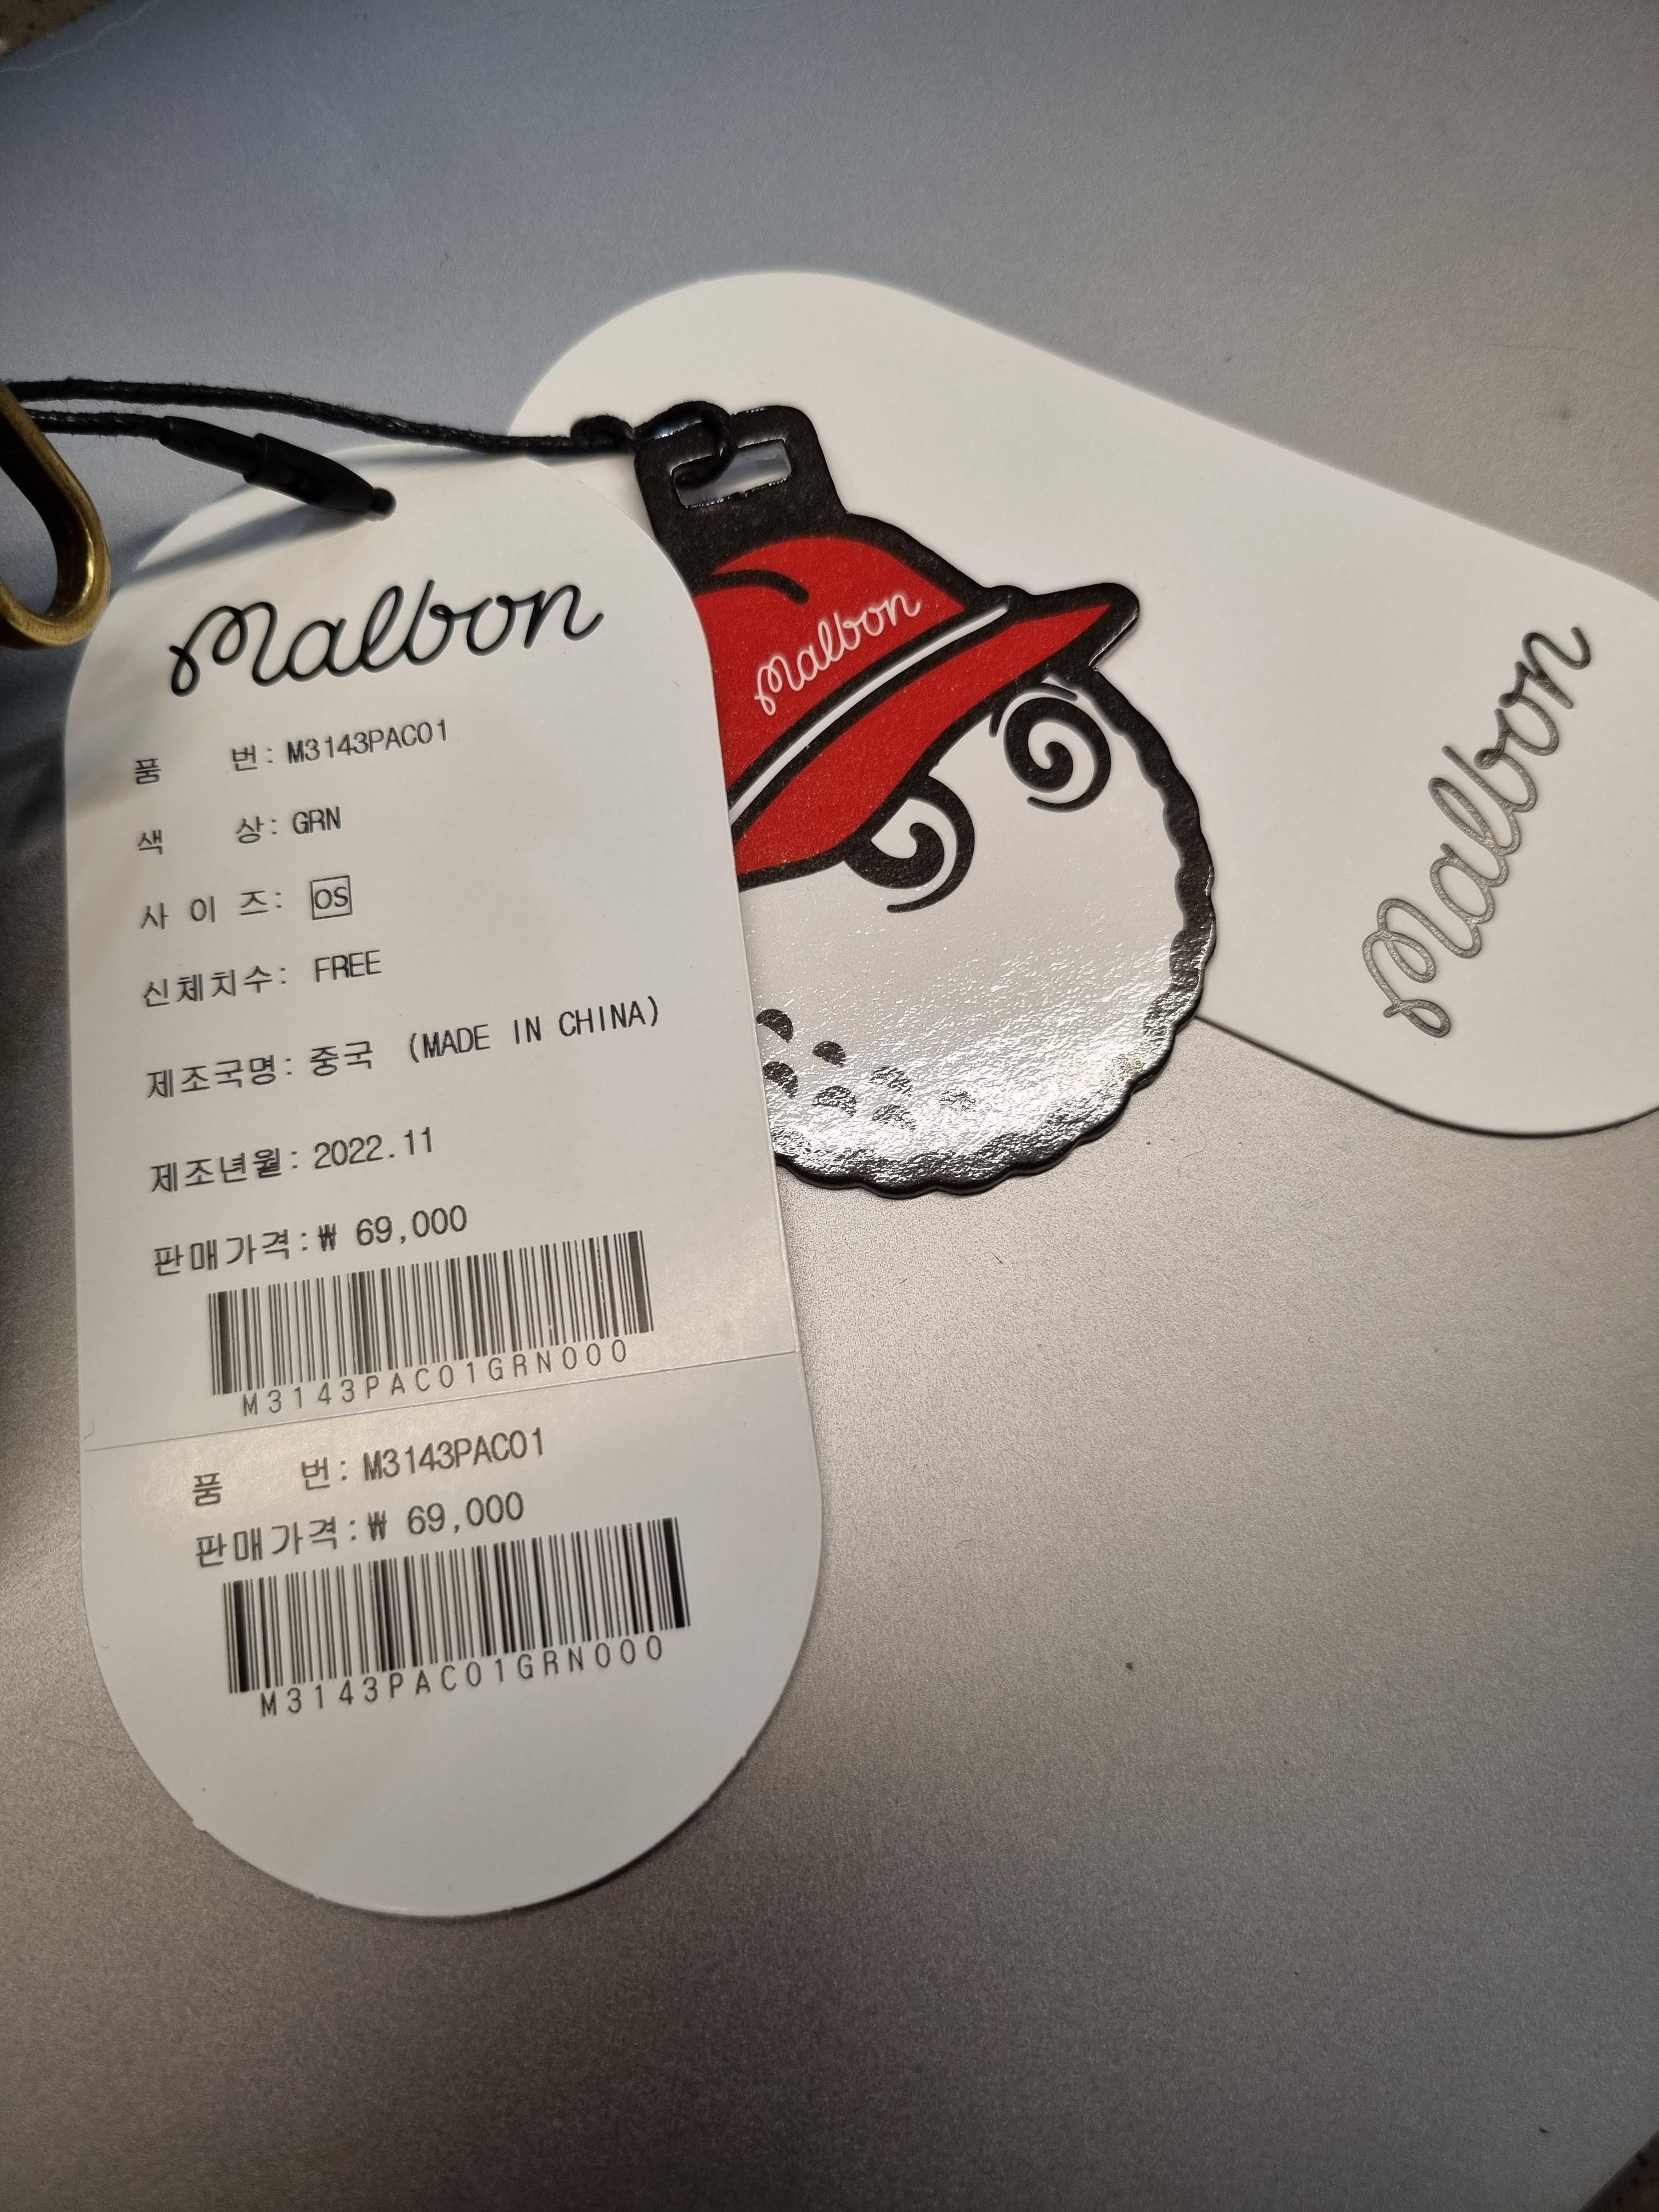 Malbon
품 번: M3143PAC01
색 상: GRN
사 이 즈: OS
신체치수: FREE
제조국명: 중국 (MADE IN CHINA)
제조년월: 2022.11
판매가격:₩ 69,000
M3143PAC01GRN000
품 번: M3143PAC01
판매가격:₩ 69,000
M3143PAC01GRN000
Malbon
Malbon